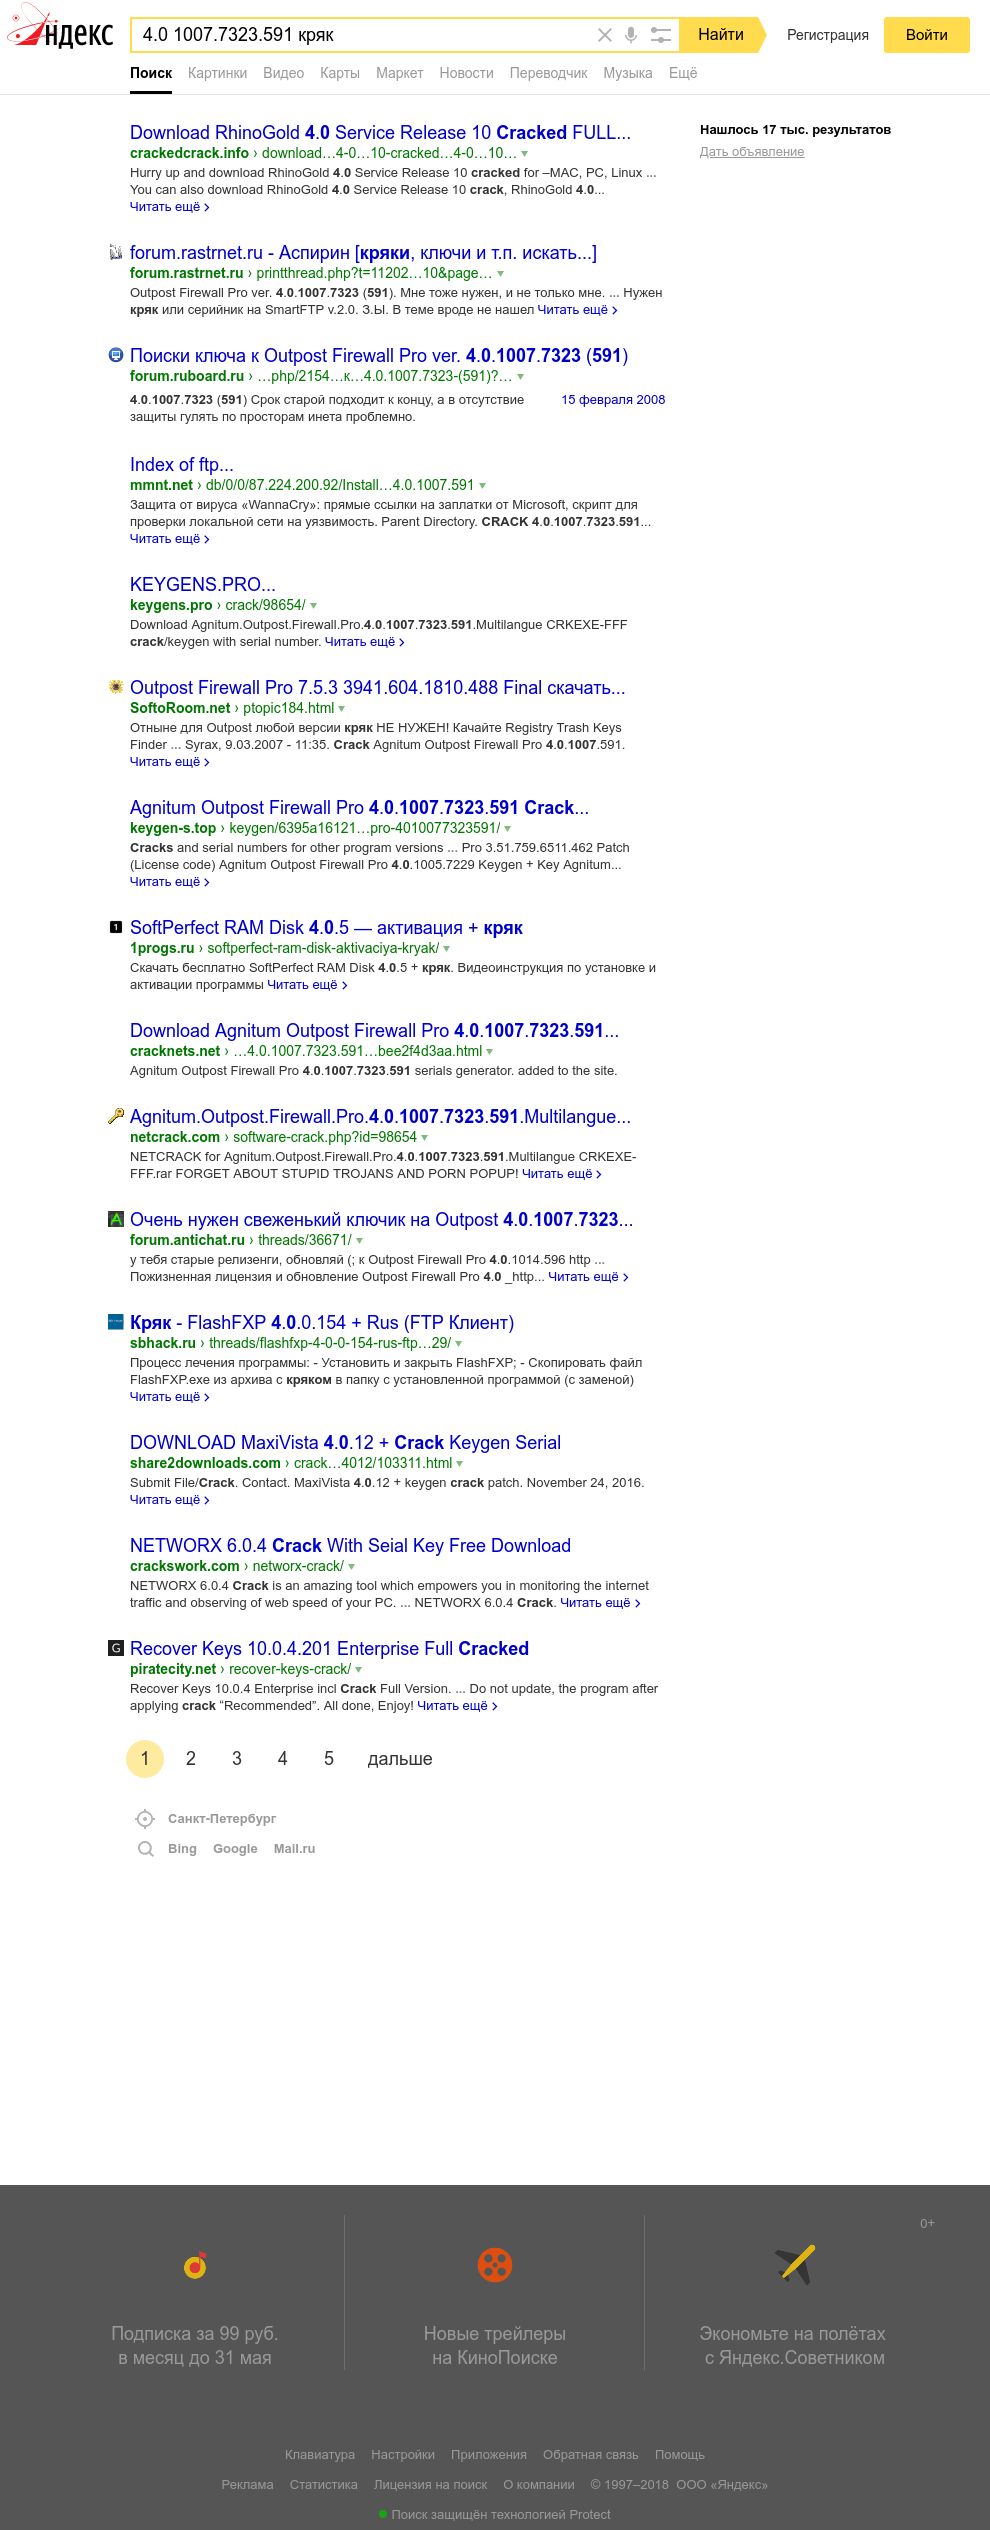 Яндекс
4.0 1007.7323.591 кряк
Найти
Регистрация
Войти
Поиск Картинки Видео Карты Маркет Новости Переводчик Музыка Ещё
Нашлось 17 тыс. результатов
Дать объявление
Download RhinoGold 4.0 Service Release 10 Cracked FULL...
crackedcrack.info › download…4-0…10-cracked…4-0…10…
Hurry up and download RhinoGold 4.0 Service Release 10 cracked for –MAC, PC, Linux ...
You can also download RhinoGold 4.0 Service Release 10 crack, RhinoGold 4.0...
Читать ещё ›
forum.rastrnet.ru - Аспирин [кряки, ключи и т.п. искать...]
forum.rastrnet.ru › printthread.php?t=11202…10&page…
Outpost Firewall Pro ver. 4.0.1007.7323 (591). Мне тоже нужен, и не только мне. ... Нужен
кряк или серийник на SmartFTP v.2.0. З.Ы. В теме вроде не нашел Читать ещё ›
Поиски ключа к Outpost Firewall Pro ver. 4.0.1007.7323 (591)
forum.ruboard.ru › …php/2154…к…4.0.1007.7323-(591)?…
4.0.1007.7323 (591) Срок старой подходит к концу, а в отсутствие
защиты гулять по просторам инета проблемно.
15 февраля 2008
Index of ftp...
mmnt.net › db/0/0/87.224.200.92/Install…4.0.1007.591
Защита от вируса «WannaCry»: прямые ссылки на заплатки от Microsoft, скрипт для
проверки локальной сети на уязвимость. Parent Directory. CRACK 4.0.1007.7323.591...
Читать ещё ›
KEYGENS.PRO...
keygens.pro › crack/98654/
Download Agnitum.Outpost.Firewall.Pro.4.0.1007.7323.591.Multilangue CRKEXE-FFF
crack/keygen with serial number. Читать ещё ›
Outpost Firewall Pro 7.5.3 3941.604.1810.488 Final скачать...
SoftoRoom.net › ptopic184.html
Отныне для Outpost любой версии кряк НЕ НУЖЕН! Качайте Registry Trash Keys
Finder ... Syrax, 9.03.2007 - 11:35. Crack Agnitum Outpost Firewall Pro 4.0.1007.591.
Читать ещё ›
Agnitum Outpost Firewall Pro 4.0.1007.7323.591 Crack...
keygen-s.top › keygen/6395a16121…pro-4010077323591/
Cracks and serial numbers for other program versions ... Pro 3.51.759.6511.462 Patch
(License code) Agnitum Outpost Firewall Pro 4.0.1005.7229 Keygen + Key Agnitum...
Читать ещё ›
1
SoftPerfect RAM Disk 4.0.5 — активация + кряк
1progs.ru › softperfect-ram-disk-aktivaciya-kryak/
Скачать бесплатно SoftPerfect RAM Disk 4.0.5 + кряк. Видеоинструкция по установке и
активации программы Читать ещё ›
Download Agnitum Outpost Firewall Pro 4.0.1007.7323.591...
cracknets.net › …4.0.1007.7323.591…bee2f4d3aa.html
Agnitum Outpost Firewall Pro 4.0.1007.7323.591 serials generator. added to the site.
Agnitum.Outpost.Firewall.Pro.4.0.1007.7323.591.Multilangue...
netcrack.com › software-crack.php?id=98654
NETCRACK for Agnitum.Outpost.Firewall.Pro.4.0.1007.7323.591.Multilangue CRKEXE-
FFF.rar FORGET ABOUT STUPID TROJANS AND PORN POPUP! Читать ещё ›
A
Очень нужен свеженький ключик на Outpost 4.0.1007.7323...
forum.antichat.ru › threads/36671/
у тебя старые релизенги, обновляй (; к Outpost Firewall Pro 4.0.1014.596 http ...
Пожизненная лицензия и обновление Outpost Firewall Pro 4.0 _http... Читать ещё ›
Кряк - FlashFXP 4.0.0.154 + Rus (FTP Клиент)
sbhack.ru › threads/flashfxp-4-0-0-154-rus-ftp…29/
Процесс лечения программы: - Установить и закрыть FlashFXP; - Скопировать файл
FlashFXP.exe из архива с кряком в папку с установленной программой (с заменой)
Читать ещё ›
DOWNLOAD MaxiVista 4.0.12 + Crack Keygen Serial
share2downloads.com › crack…4012/103311.html
Submit File/Crack. Contact. MaxiVista 4.0.12 + keygen crack patch. November 24, 2016.
Читать ещё ›
NETWORX 6.0.4 Crack With Seial Key Free Download
crackswork.com › networx-crack/
NETWORX 6.0.4 Crack is an amazing tool which empowers you in monitoring the internet
traffic and observing of web speed of your PC. ... NETWORX 6.0.4 Crack. Читать ещё ›
G
Recover Keys 10.0.4.201 Enterprise Full Cracked
piratecity.net › recover-keys-crack/
Recover Keys 10.0.4 Enterprise incl Crack Full Version. ... Do not update, the program after
applying crack “Recommended”. All done, Enjoy! Читать ещё ›
1 2 3 4 5 дальше
Санкт-Петербург
Bing Google Mail.ru
0+
Подписка за 99 руб.
в месяц до 31 мая
Новые трейлеры
на КиноПоиске
Экономьте на полётах
с Яндекс.Советником
Клавиатура Настройки Приложения Обратная связь Помощь
Реклама Статистика Лицензия на поиск О компании © 1997–2018 ООО «Яндекс»
Поиск защищён технологией Protect